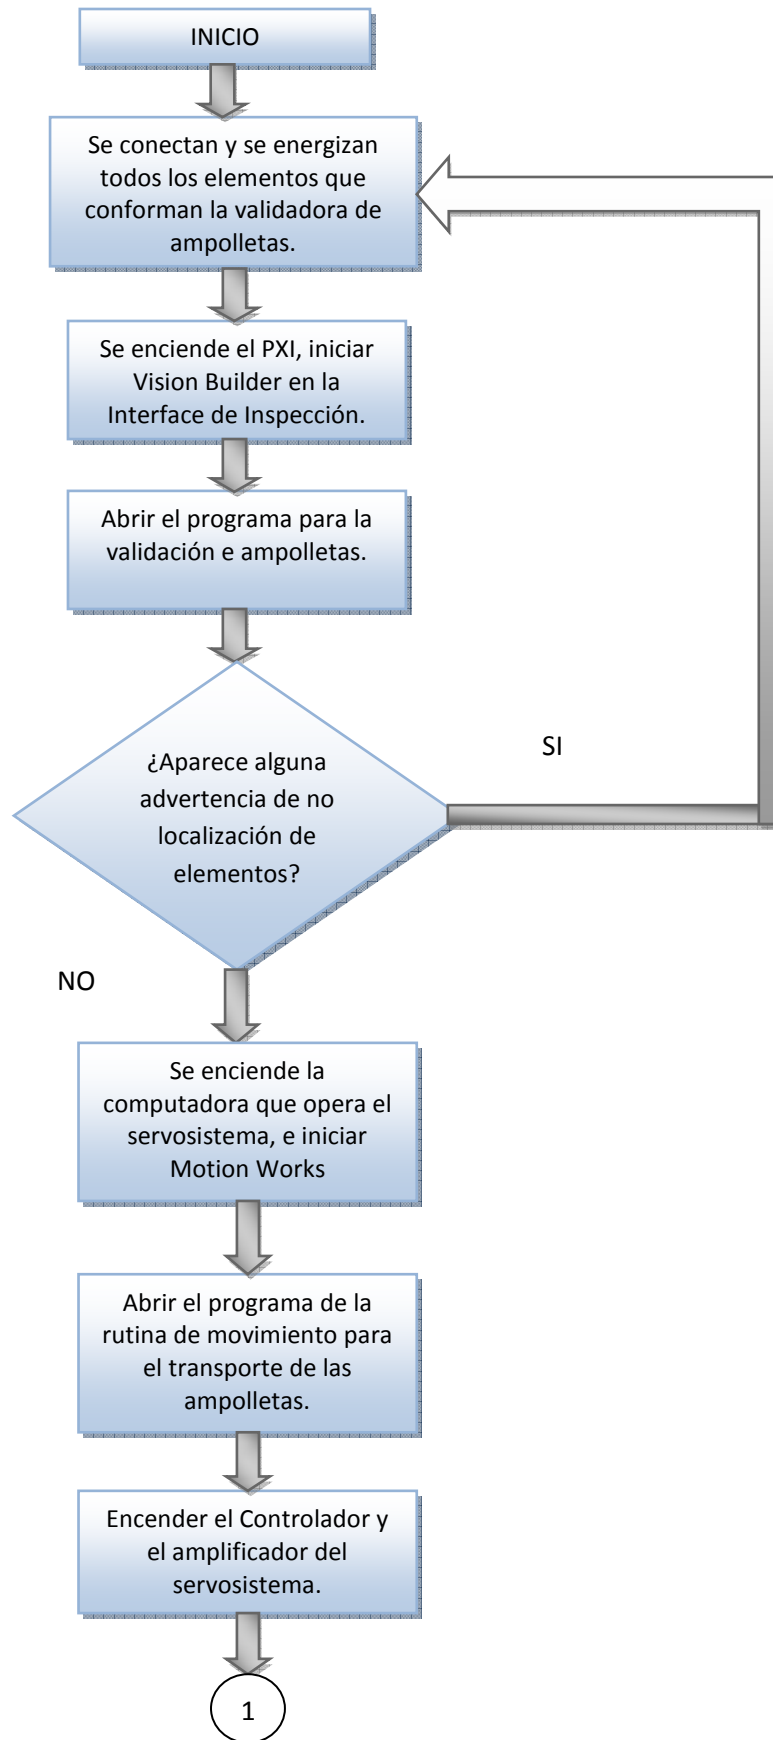 INICIO
Se conectan y se energizan
todos los elementos que
conforman la validadora de
ampolletas.
Se enciende el PXI, iniciar
Vision Builder en la
Interface de Inspección.
Abrir el programa para la
validación e ampolletas.
¿Aparece alguna
advertencia de no
localización de
elementos?
SI
NO
Se enciende la
computadora que opera el
servosistema, e iniciar
Motion Works
Abrir el programa de la
rutina de movimiento para
el transporte de las
ampolletas.
Encender el Controlador y
el amplificador del
servosistema.
1